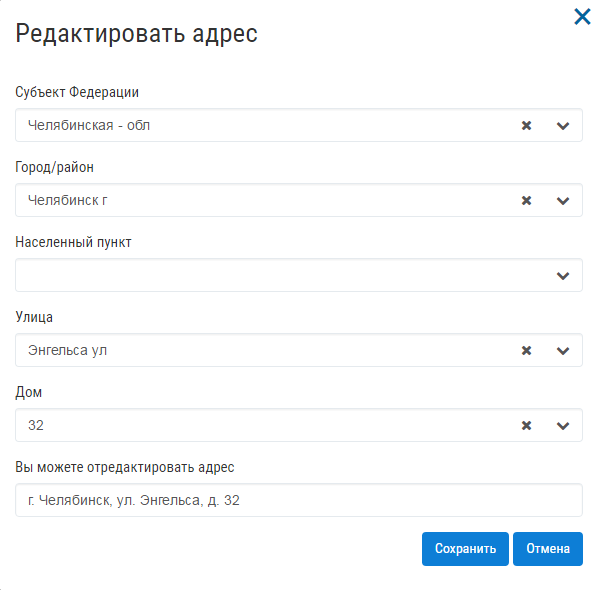 Редактировать адрес
Субъект Федерации
Челябинская - обл
Город/район
Челябинск г
Населенный пункт
Улица
Энгельса ул
Дом
32
Вы можете отредактировать адрес
г. Челябинск, ул. Энгельса, д. 32
Сохранить Отмена